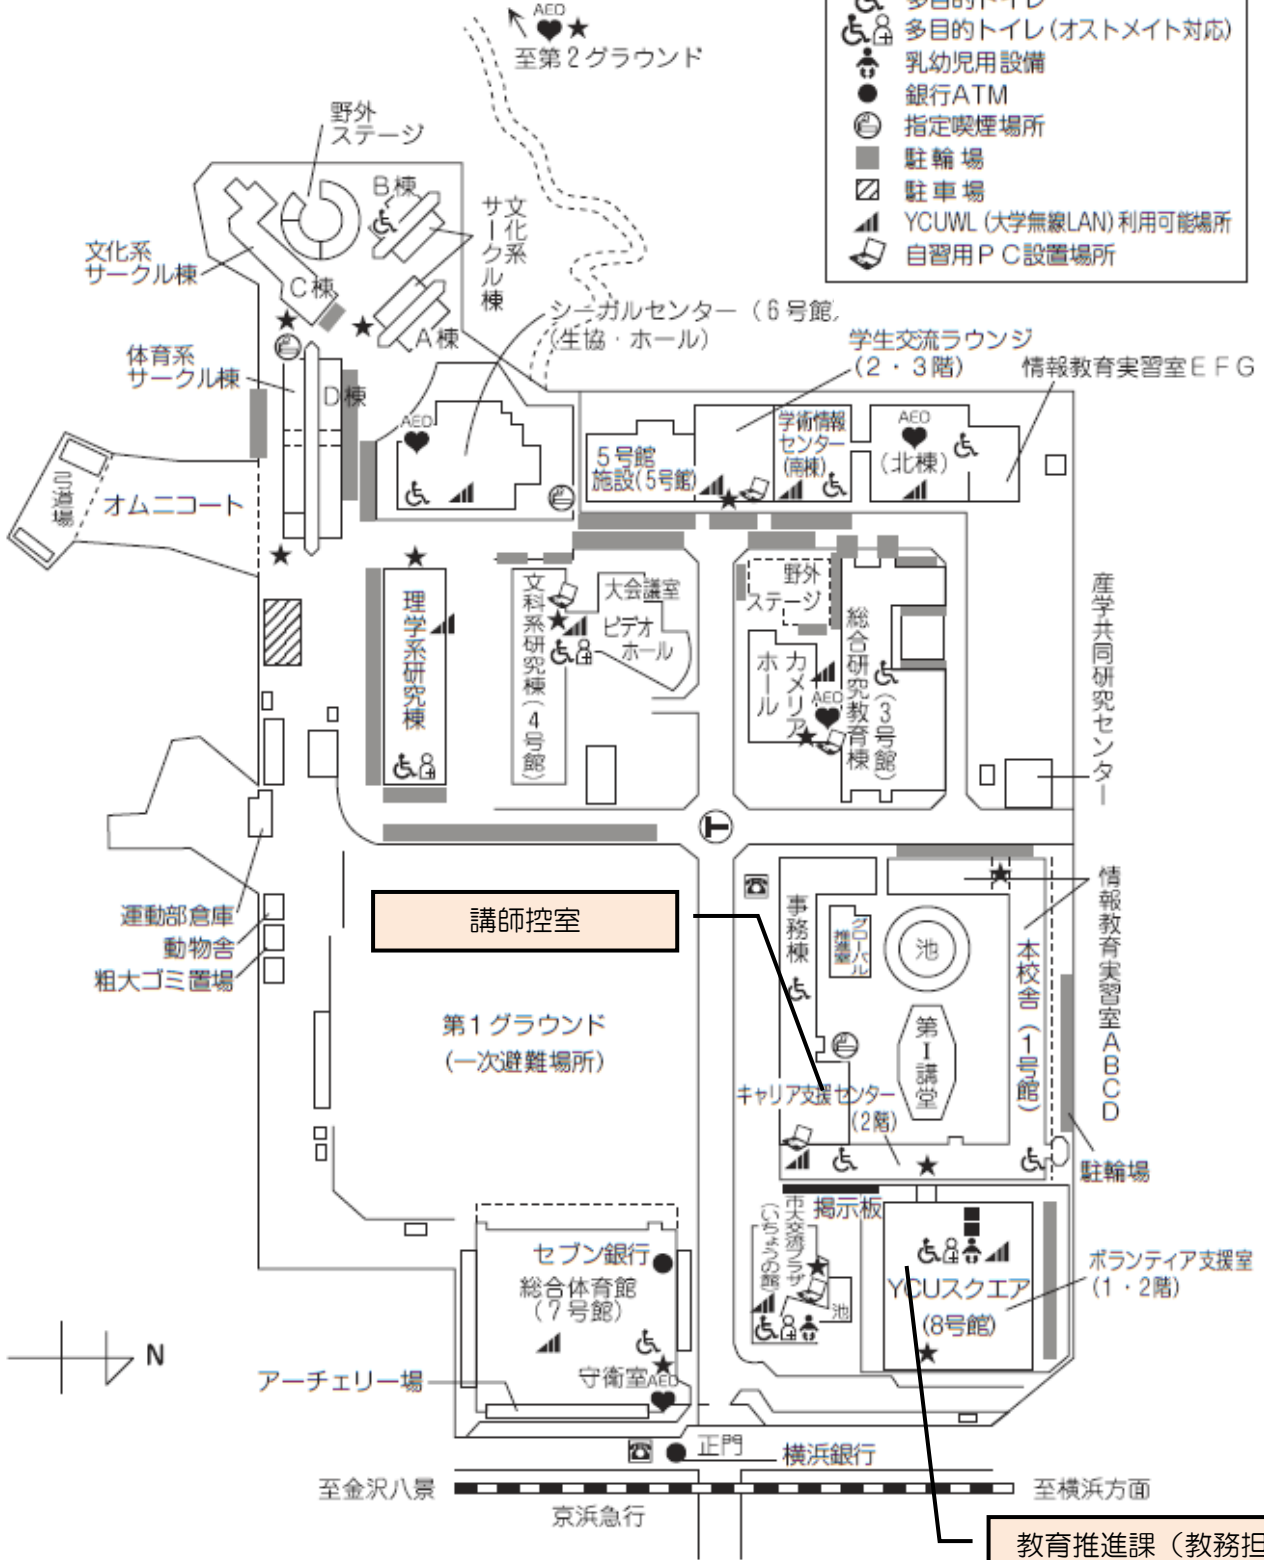 多目的トイレ
多目的トイレ(オストメイト対応)
乳幼児用設備
銀行ATM
指定喫煙場所
駐輪場
駐車場
YCUWL(大学無線LAN)利用可能場所
自習用PC設置場所
AED
至第2グラウンド
野外
ステージ
B棟
文化系
サークル棟
文化系
サークル棟
C棟
A棟
シーガルセンター(6号館
(生協・ホール)
体育系
サークル棟
D棟
AED
学生交流ラウンジ
(2・3階)
情報教育実習室EFG
5号館
施設(5号館)
学術情報
センター
(南棟)
AED
(北棟)
弓道場
オムニコート
理学系研究棟
文科系研究棟(4号館)
大会議室
ビデオ
ホール
野外
ステージ
カメリア
ホール
AED
総合研究教育棟
(3号館)
産学共同研究センター
T
運動部倉庫
動物舎
粗大ゴミ置場
講師控室
事務棟
グローバル
推進室
池
本校舎(1号館)
情報教育実習室ABCD
第1グラウンド
(一次避難場所)
第I講堂
キャリア支援センター
(2階)
駐輪場
掲示板
市大交流プラザ
(いちょうの館)
池
YCUスクエア
(8号館)
ボランティア支援室
(1・2階)
セブン銀行
総合体育館
(7号館)
守衛室
AED
N
アーチェリー場
正門
横浜銀行
至金沢八景
至横浜方面
京浜急行
教育推進課(教務担